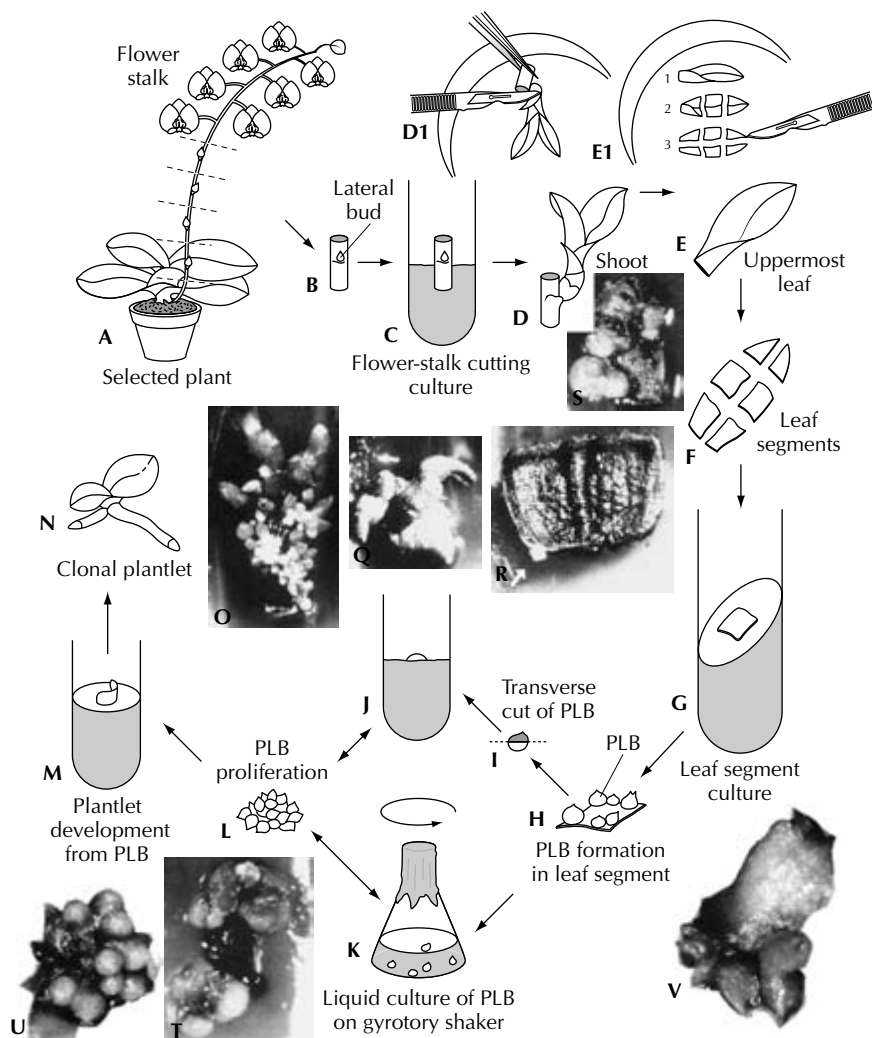 Flower
stalk
D1
E1
1
2
3
Lateral
bud
B
Shoot
E
Uppermost
leaf
A
C
D
Selected plant
Flower-stalk cutting
culture
S
Leaf
segments
F
N
Clonal plantlet
O
Q
R
Transverse
cut of PLB
J
I
G
PLB
PLB
proliferation
M
L
H
Leaf segment
culture
Plantlet
development
from PLB
PLB formation
in leaf segment
K
V
U
T
Liquid culture of PLB
on gyrotory shaker